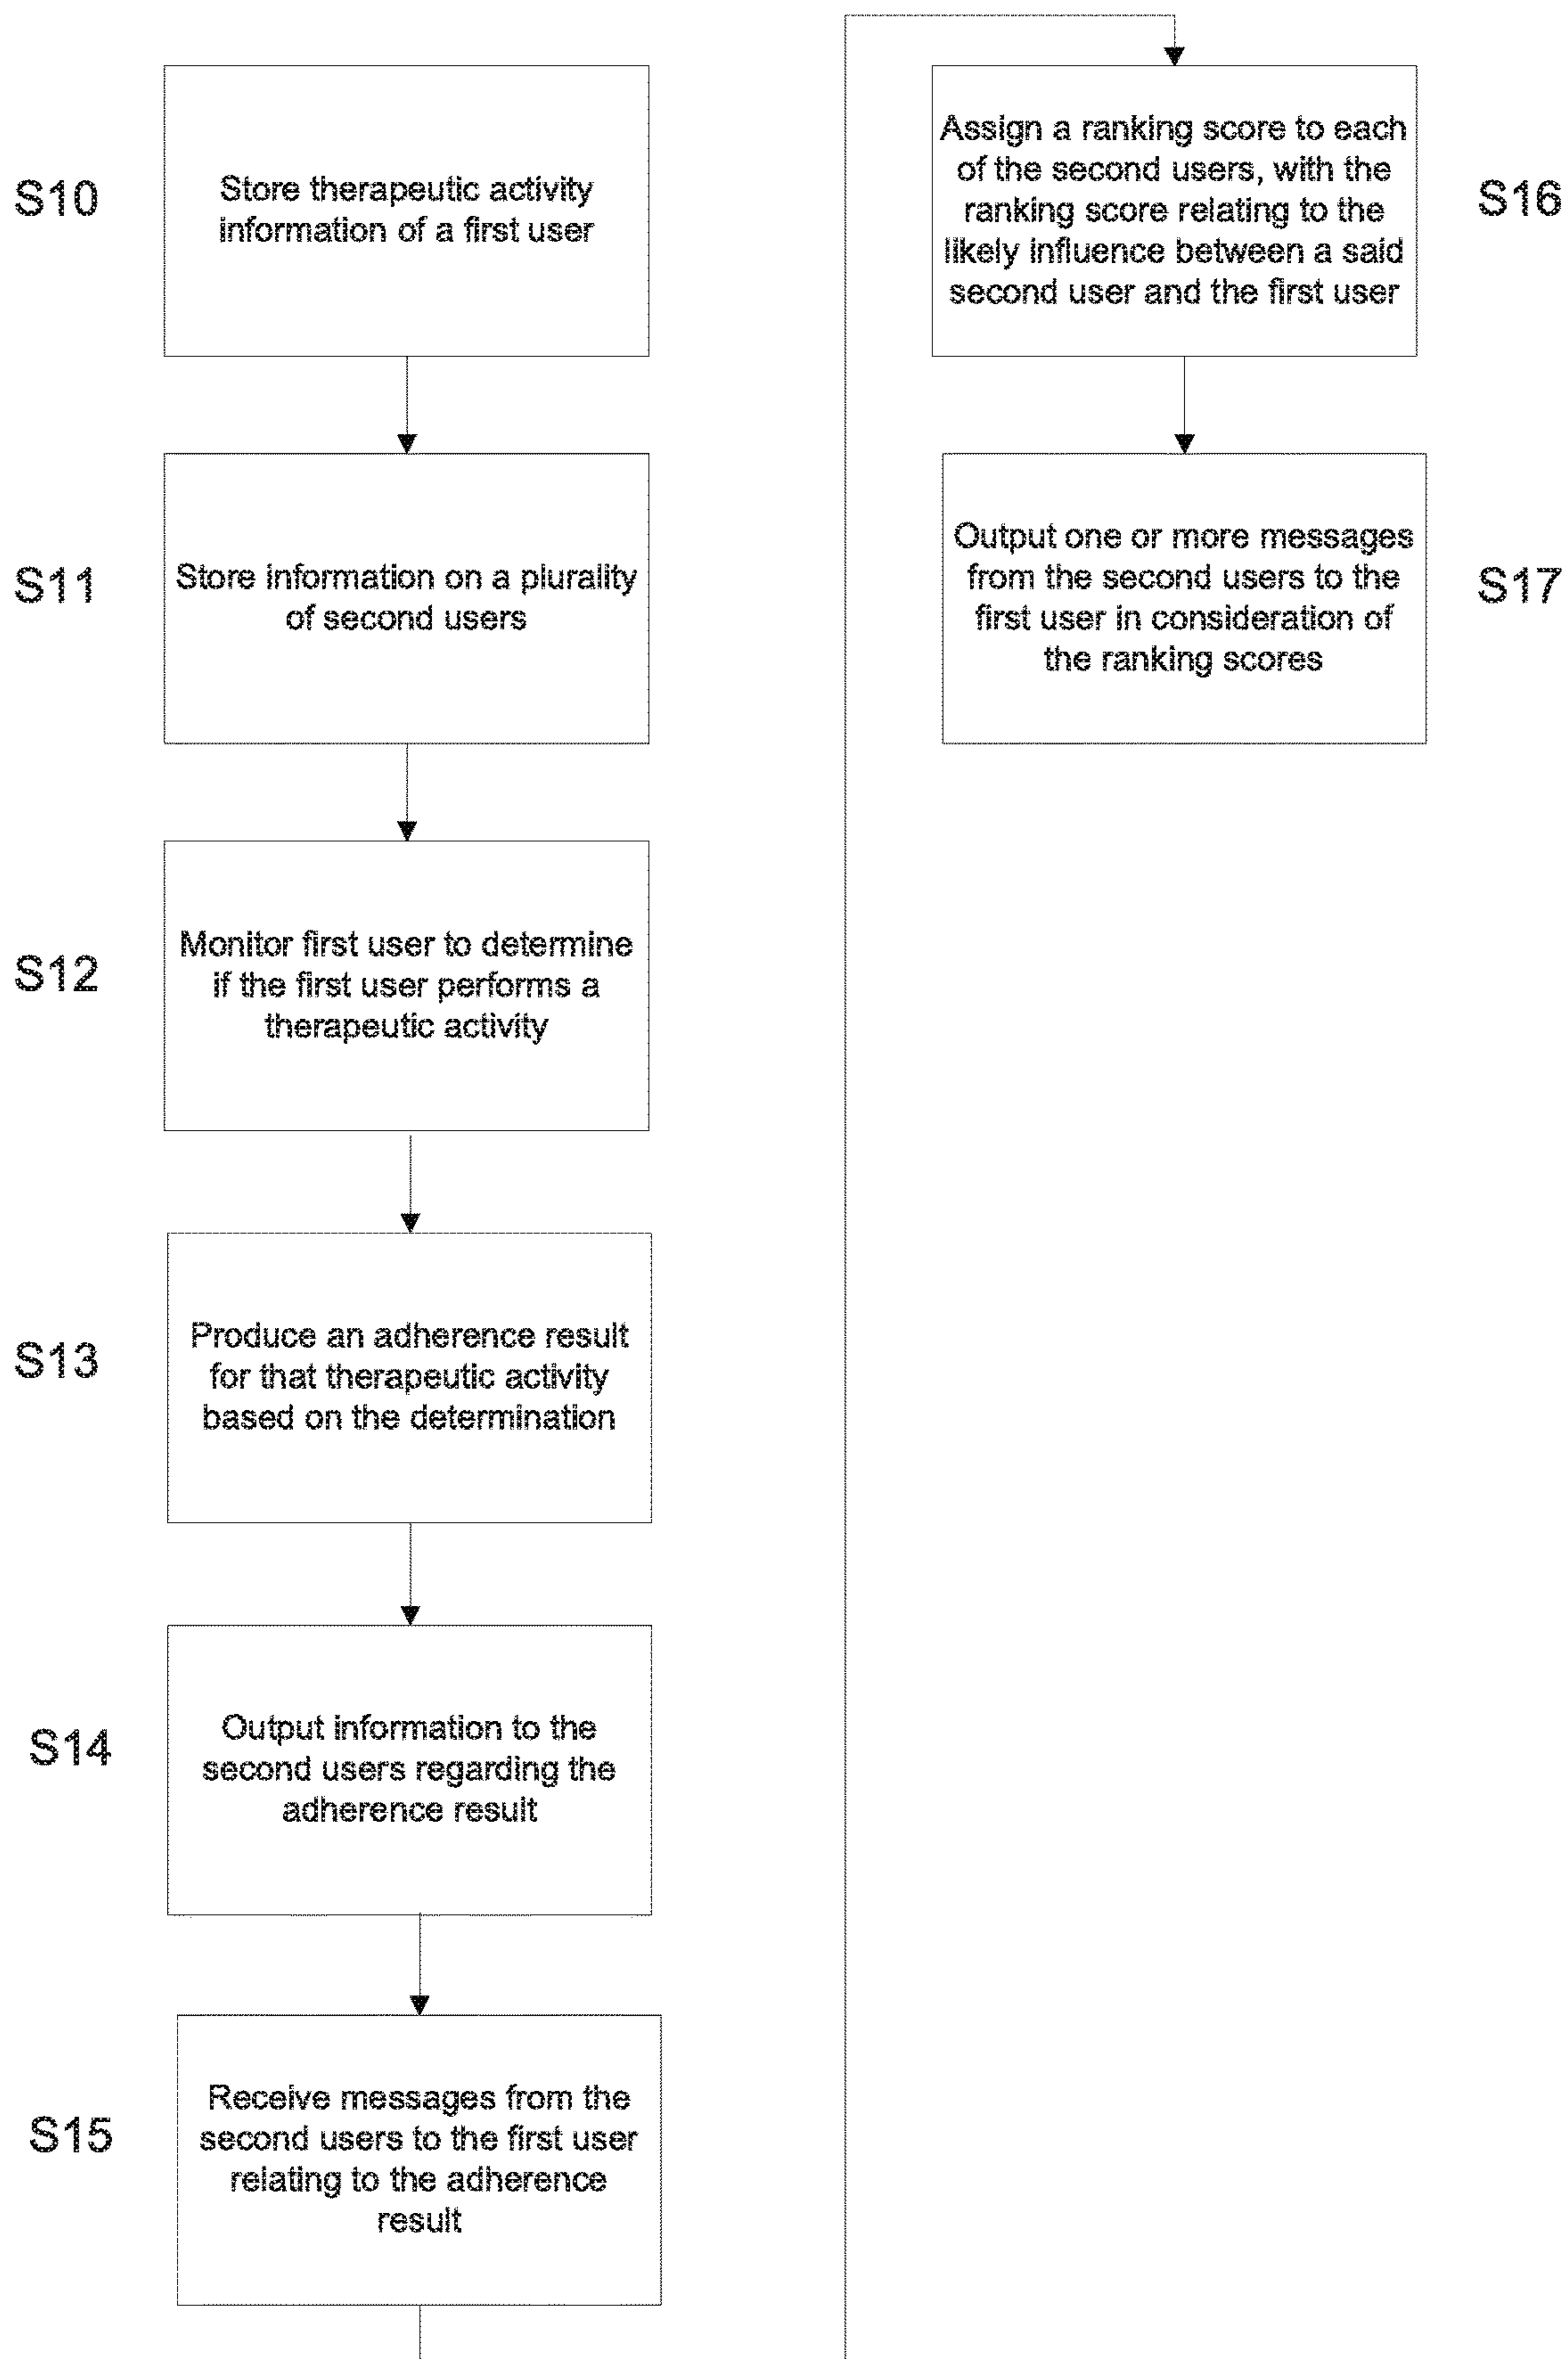 S10
Store therapeutic activity
information of a first user
S11
Store information on a plurality
of second users
S12
Monitor first user to determine
if the first user performs a
therapeutic activity
S13
Produce an adherence result
for that therapeutic activity
based on the determination
S14
Output information to the
second users regarding the
adherence result
S15
Receive messages from the
second users to the first user
relating to the adherence
result
Assign a ranking score to each
of the second users, with the
ranking score relating to the
likely influence between a said
second user and the first user
S16
Output one or more messages
from the second users to the
first user in consideration of
the ranking scores
S17